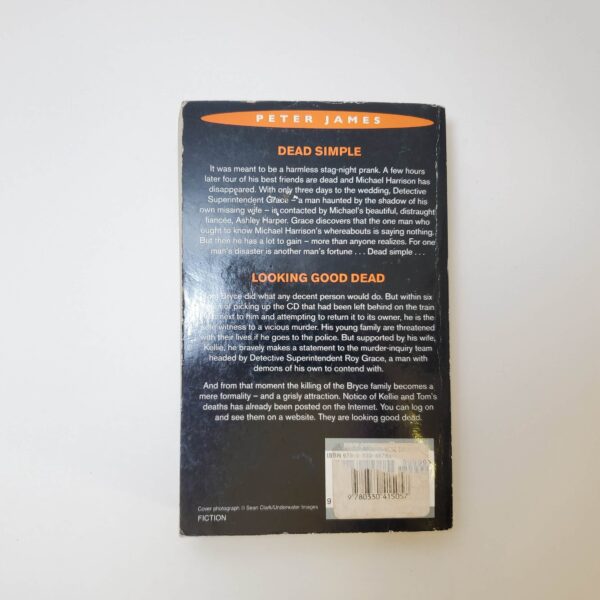 PETER JAMES
DEAD SIMPLE
It was meant to be a harmless stag-night prank. A few hours
later four of his best friends are dead and Michael Harrison has
disappeared. With only three days to the wedding, Detective
Superintendent Grace – a man haunted by the shadow of his
own missing wife – is contacted by Michael's beautiful, distraught
fiancée, Ashley Harper. Grace discovers that the one man who
ought to know Michael Harrison's whereabouts is saying nothing.
But then he has a lot to gain – more than anyone realizes. For one
man's disaster is another man's fortune . . . Dead simple . . .
LOOKING GOOD DEAD
Bryce did what any decent person would do. But within six
of picking up the CD that had been left behind on the train
next to him and attempting to return it to its owner, he is the
witness to a vicious murder. His young family are threatened
with their lives if he goes to the police. But supported by his wife,
Kellie, he bravely makes a statement to the murder-inquiry team
headed by Detective Superintendent Roy Grace, a man with
demons of his own to contend with.
And from that moment the killing of the Bryce family becomes a
mere formality – and a grisly attraction. Notice of Kellie and Tom's
deaths has already been posted on the Internet. You can log on
and see them on a website. They are looking good dead.
ISBN
9
9 780330 415057
Cover photograph © Sean Clark/Underwater Images
FICTION